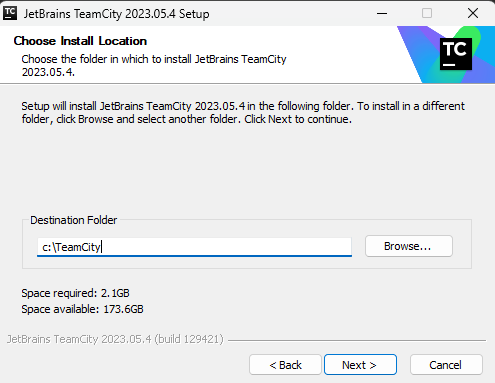 JetBrains TeamCity 2023.05.4 Setup
Choose Install Location
Choose the folder in which to install JetBrains TeamCity
2023.05.4.
TC
Setup will install JetBrains TeamCity 2023.05.4 in the following folder. To install in a different
folder, click Browse and select another folder. Click Next to continue.
Destination Folder
c:\TeamCity
Browse...
Space required: 2.1GB
Space available: 173.6GB
JetBrains TeamCity 2023.05.4 (build 129421)
< Back
Next >
Cancel